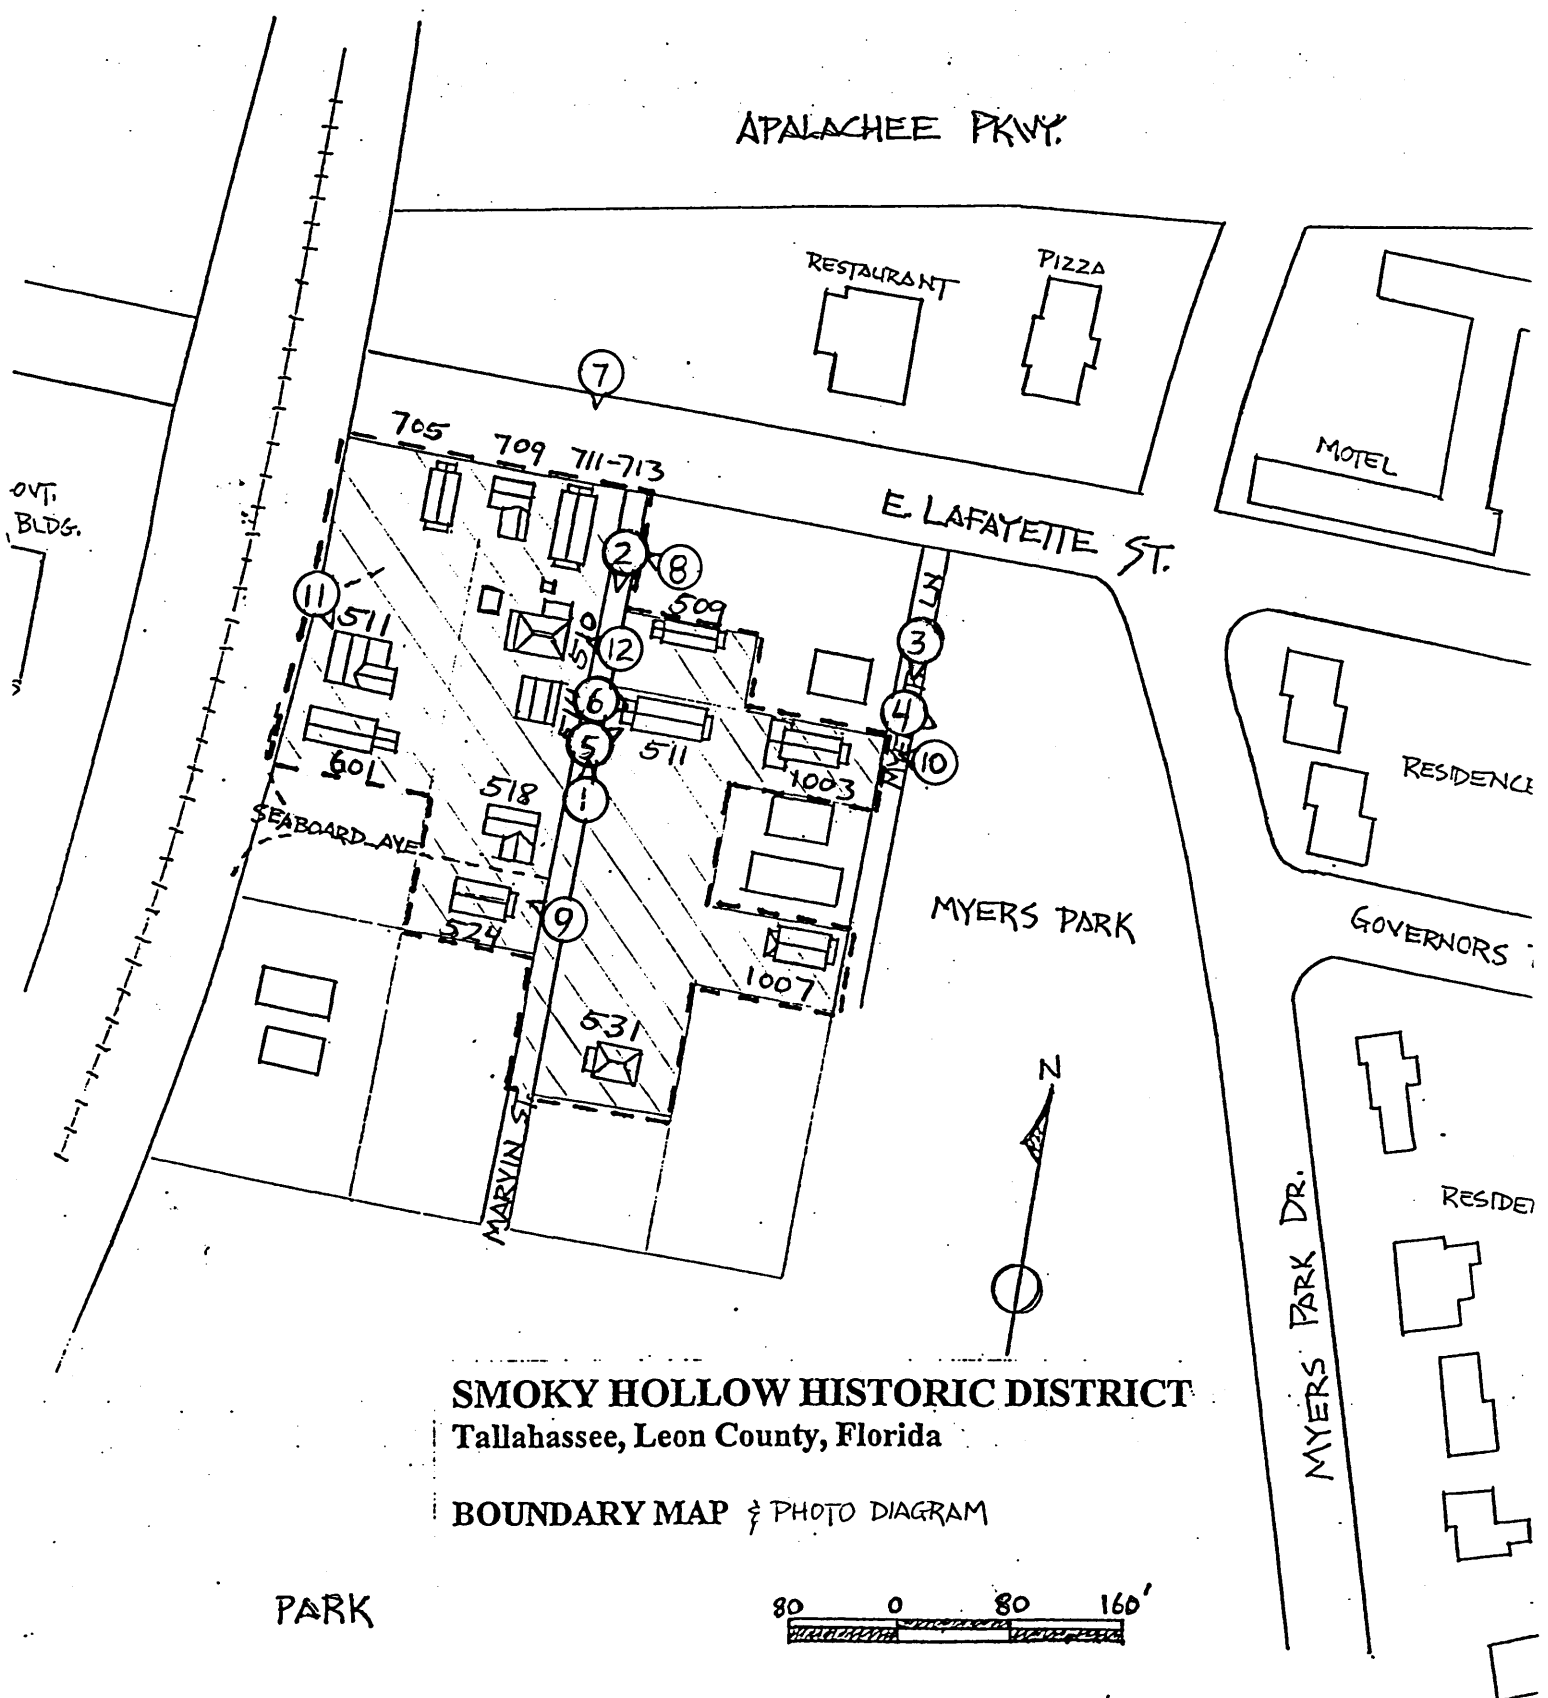 APALACHEE PKWY.
RESTAURANT
PIZZA
7
705
709
711-713
MOTEL
OVT.
BLDG.
E. LAFAYETTE ST.
2
8
11
511
509
510
12
3
LN
6
4
5
511
10
601
1003
RESIDENCE
1
518
SEABOARD AVE
9
524
MYERS PARK
GOVERNORS
1007
531
N
MARVIN S
RESIDE
MYERS PARK DR.
SMOKY HOLLOW HISTORIC DISTRICT
Tallahassee, Leon County, Florida
BOUNDARY MAP & PHOTO DIAGRAM
PARK
80 0 80 160'